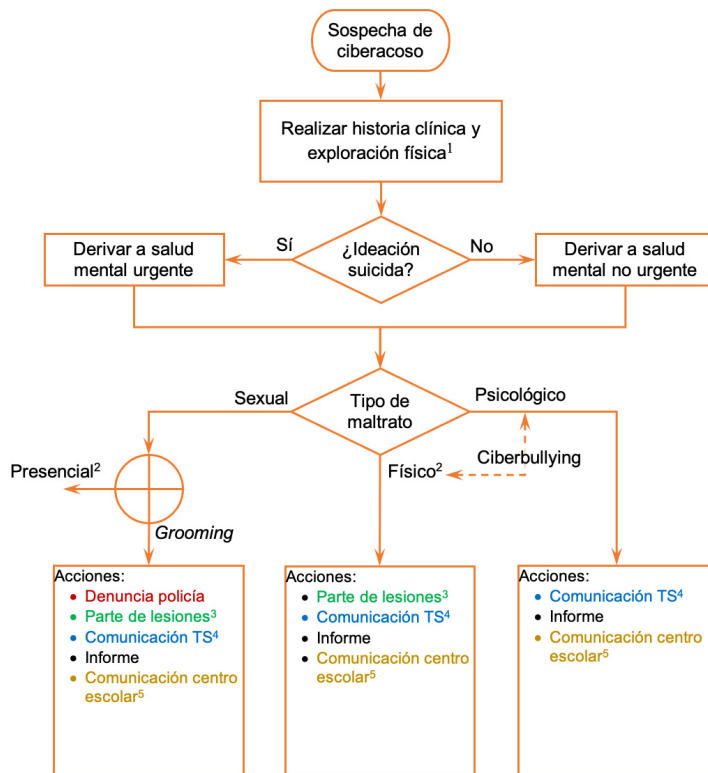 Sospecha de
ciberacoso
Realizar historia clínica y
exploración física¹
Sí
¿Ideación
suicida?
No
Derivar a salud
mental urgente
Derivar a salud
mental no urgente
Sexual
Tipo de
maltrato
Psicológico
Presencial²
Físico²
Ciberbullying
Grooming
Acciones:
• Denuncia policía
• Parte de lesiones³
• Comunicación TS⁴
• Informe
• Comunicación centro
escolar⁵
Acciones:
• Parte de lesiones³
• Comunicación TS⁴
• Informe
• Comunicación centro
escolar⁵
Acciones:
• Comunicación TS⁴
• Informe
• Comunicación centro
escolar⁵